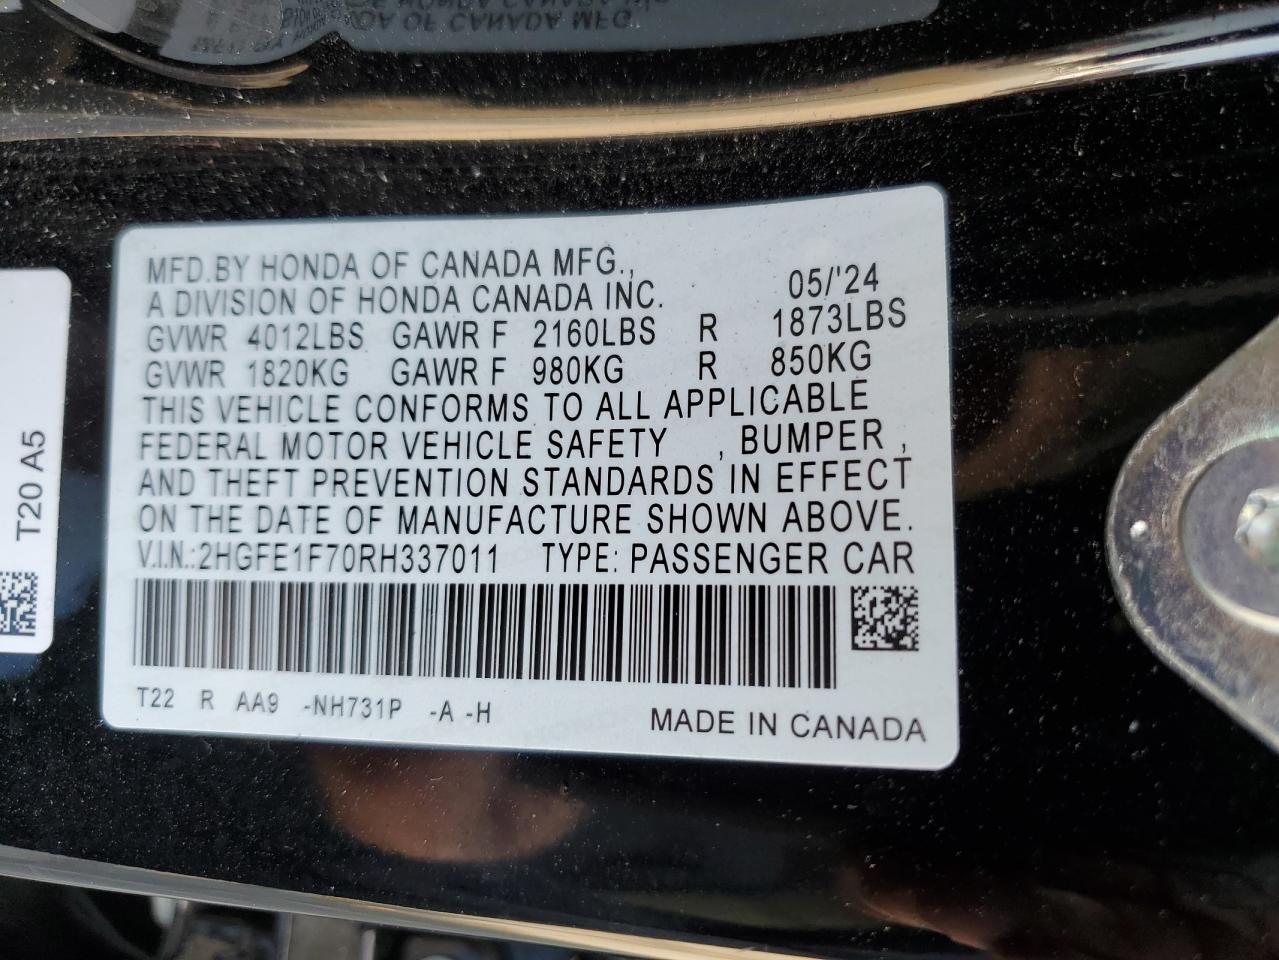 OF CANADA MFG
MFD.BY HONDA OF CANADA MFG., 05/'24
A DIVISION OF HONDA CANADA INC.
GVWR 4012LBS GAWR F 2160LBS R 1873LBS
GVWR 1820KG GAWR F 980KG R 850KG
THIS VEHICLE CONFORMS TO ALL APPLICABLE
FEDERAL MOTOR VEHICLE SAFETY , BUMPER ,
AND THEFT PREVENTION STANDARDS IN EFFECT
ON THE DATE OF MANUFACTURE SHOWN ABOVE.
V.I.N.:2HGFE1F70RH337011 TYPE: PASSENGER CAR
T22 R AA9 -NH731P -A -H
MADE IN CANADA
T20 A5